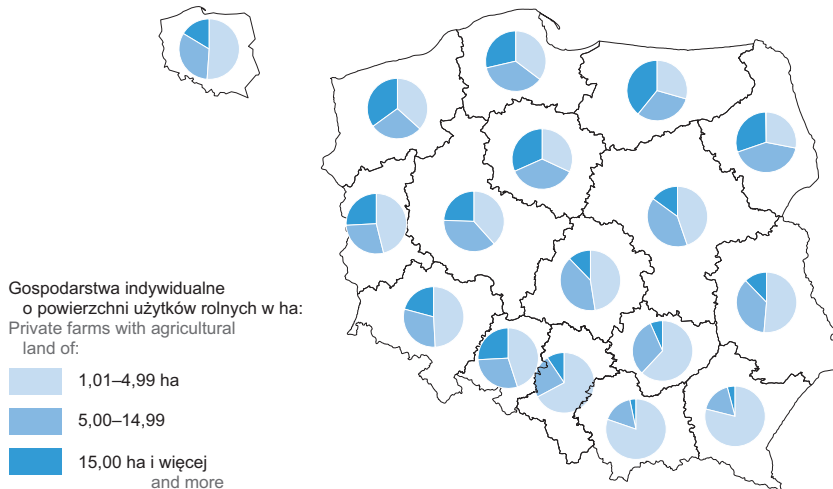 Gospodarstwa indywidualne
o powierzchni użytków rolnych w ha:
Private farms with agricultural
land of:
1,01–4,99 ha
5,00–14,99
15,00 ha i więcej
and more